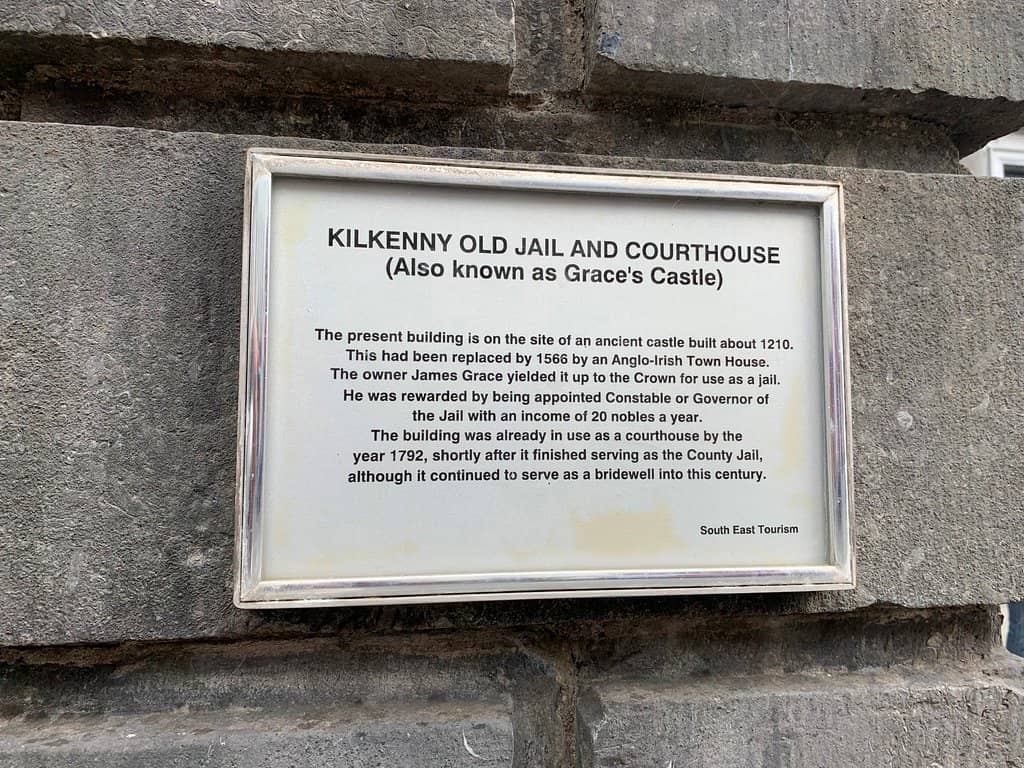 KILKENNY OLD JAIL AND COURTHOUSE
(Also known as Grace's Castle)
The present building is on the site of an ancient castle built about 1210.
This had been replaced by 1566 by an Anglo-Irish Town House.
The owner James Grace yielded it up to the Crown for use as a jail.
He was rewarded by being appointed Constable or Governor of
the Jail with an income of 20 nobles a year.
The building was already in use as a courthouse by the
year 1792, shortly after it finished serving as the County Jail,
although it continued to serve as a bridewell into this century.
South East Tourism